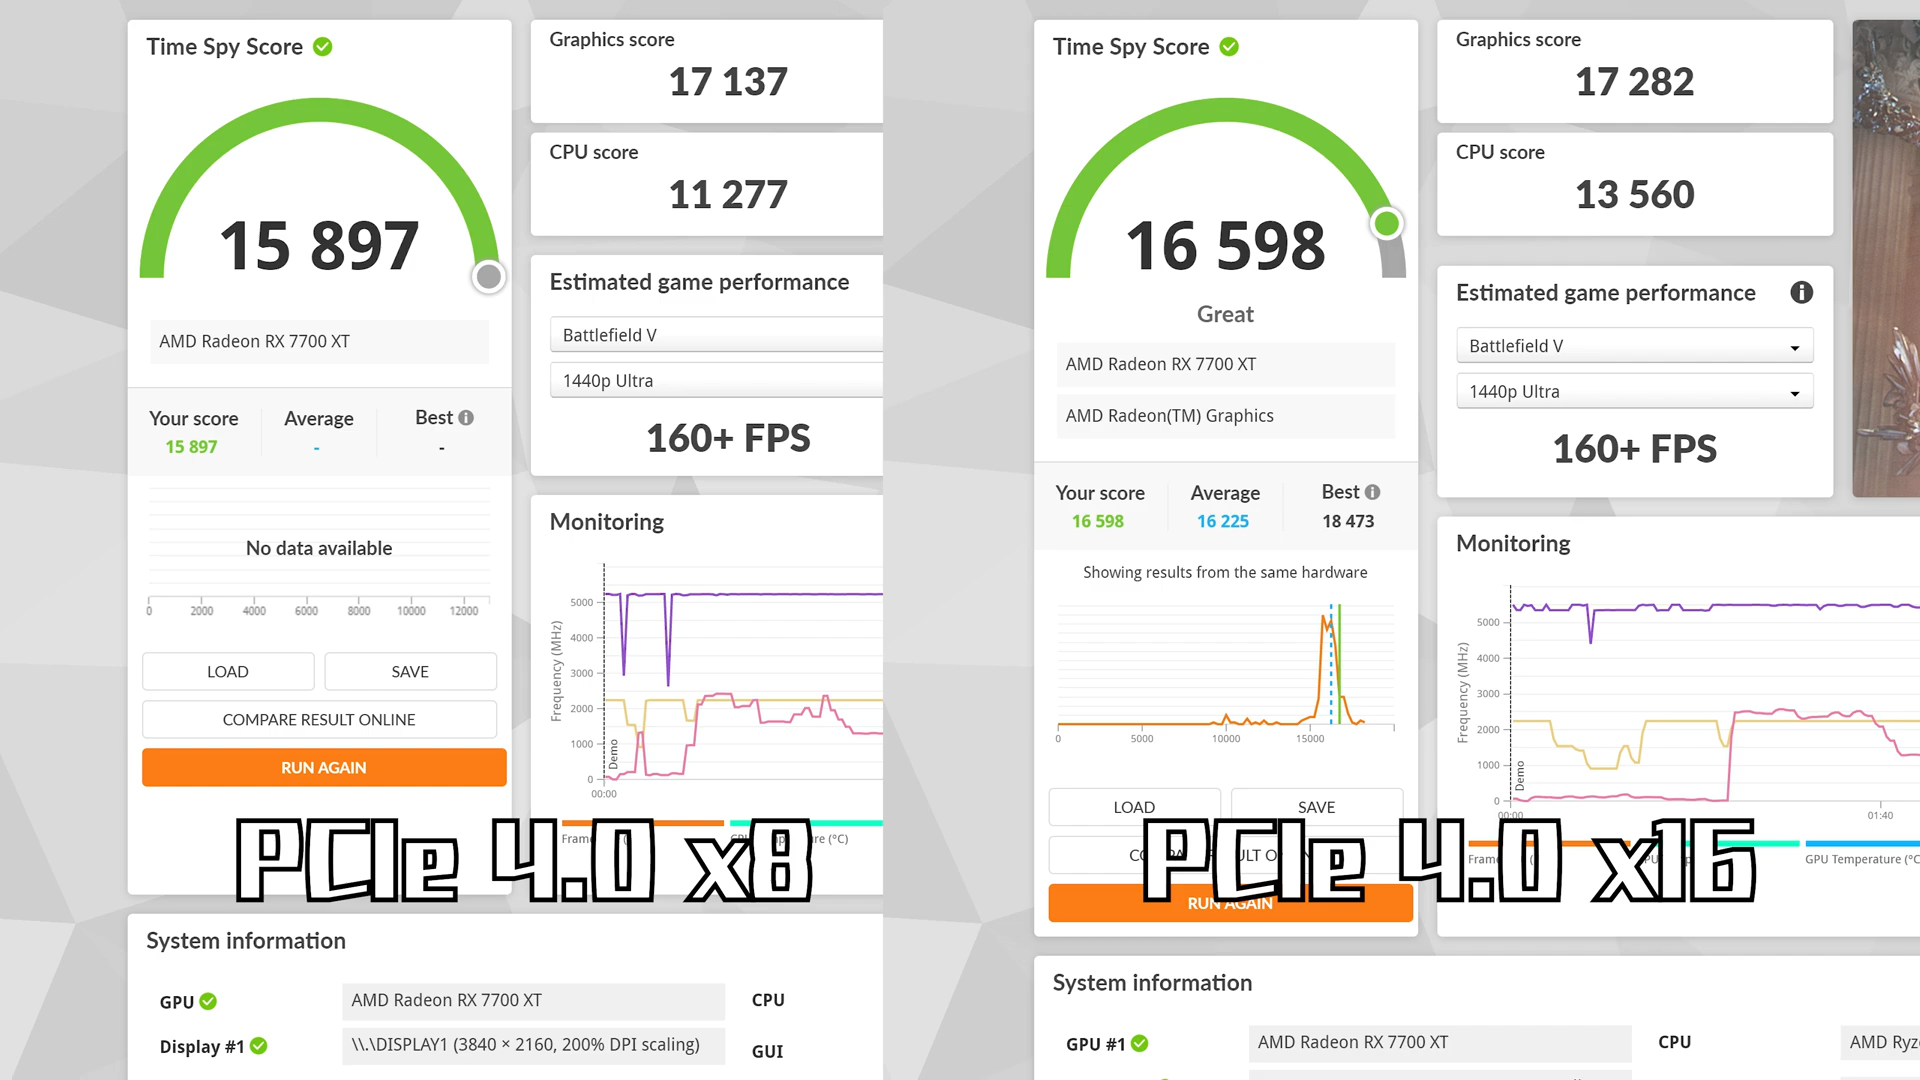 Time Spy Score
15 897
AMD Radeon RX 7700 XT
Your score
15 897
Average
-
Best
-
No data available
0 2000 4000 6000 8000 10000 12000
LOAD
SAVE
COMPARE RESULT ONLINE
RUN AGAIN
Graphics score
17 137
CPU score
11 277
Estimated game performance
Battlefield V
1440p Ultra
160+ FPS
Monitoring
Frequency (MHz)
5000
4000
3000
2000
1000
0
Demo
00:00
PCIe 4.0 x8
System information
GPU
AMD Radeon RX 7700 XT
CPU
Display #1
\\.\DISPLAY1 (3840 × 2160, 200% DPI scaling)
GUI
Time Spy Score
16 598
Great
AMD Radeon RX 7700 XT
AMD Radeon(TM) Graphics
Your score
16 598
Average
16 225
Best
18 473
Showing results from the same hardware
0 5000 10000 15000
LOAD
SAVE
RUN AGAIN
Graphics score
17 282
CPU score
13 560
Estimated game performance
Battlefield V
1440p Ultra
160+ FPS
Monitoring
Frequency (MHz)
5000
4000
3000
2000
1000
0
Demo
00:00
01:40
GPU Temperature (°C
PCIe 4.0 x16
System information
GPU #1
AMD Radeon RX 7700 XT
CPU
AMD Ryz